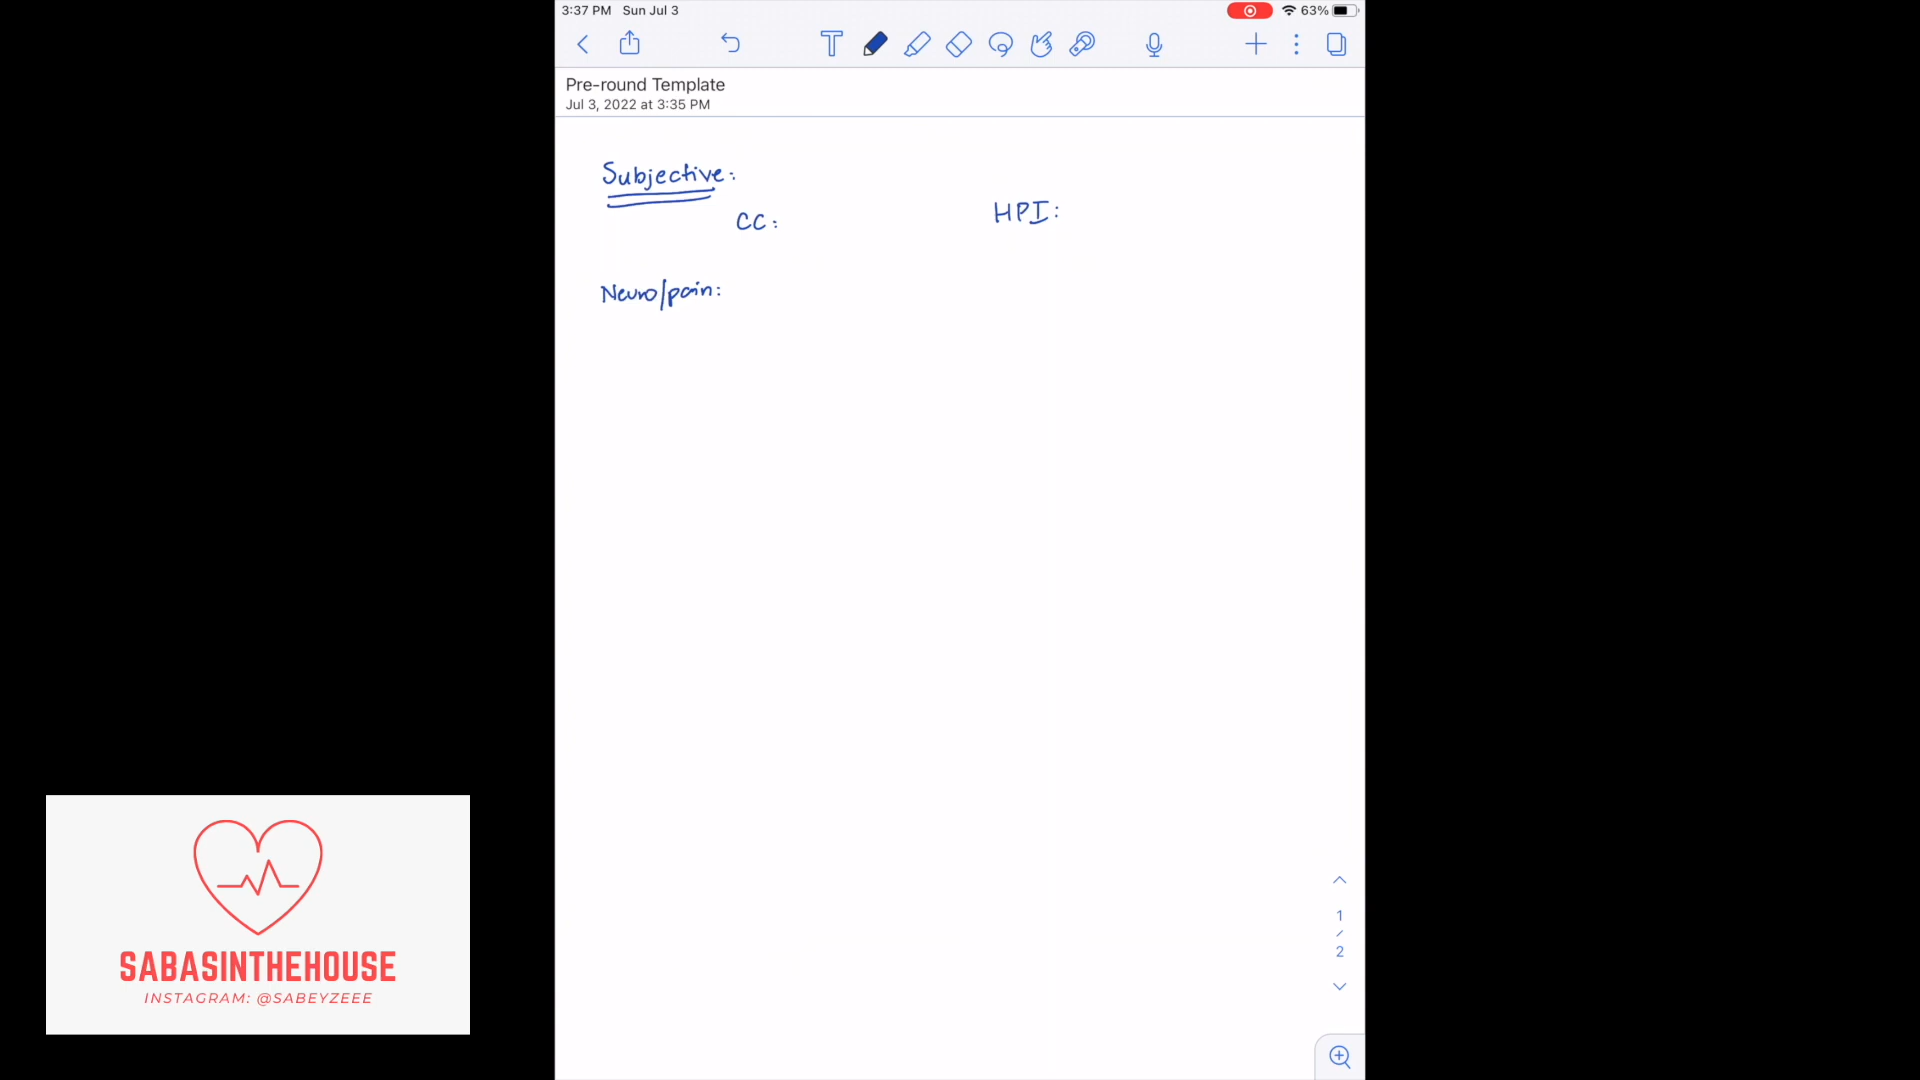 3:37 PM Sun Jul 3
63%
T
Pre-round Template
Jul 3, 2022 at 3:35 PM
Subjective:
CC:
HPI:
Neuro/pain:
1
/
2
SABASINTHEHOUSE
INSTAGRAM: @SABEYZEEE